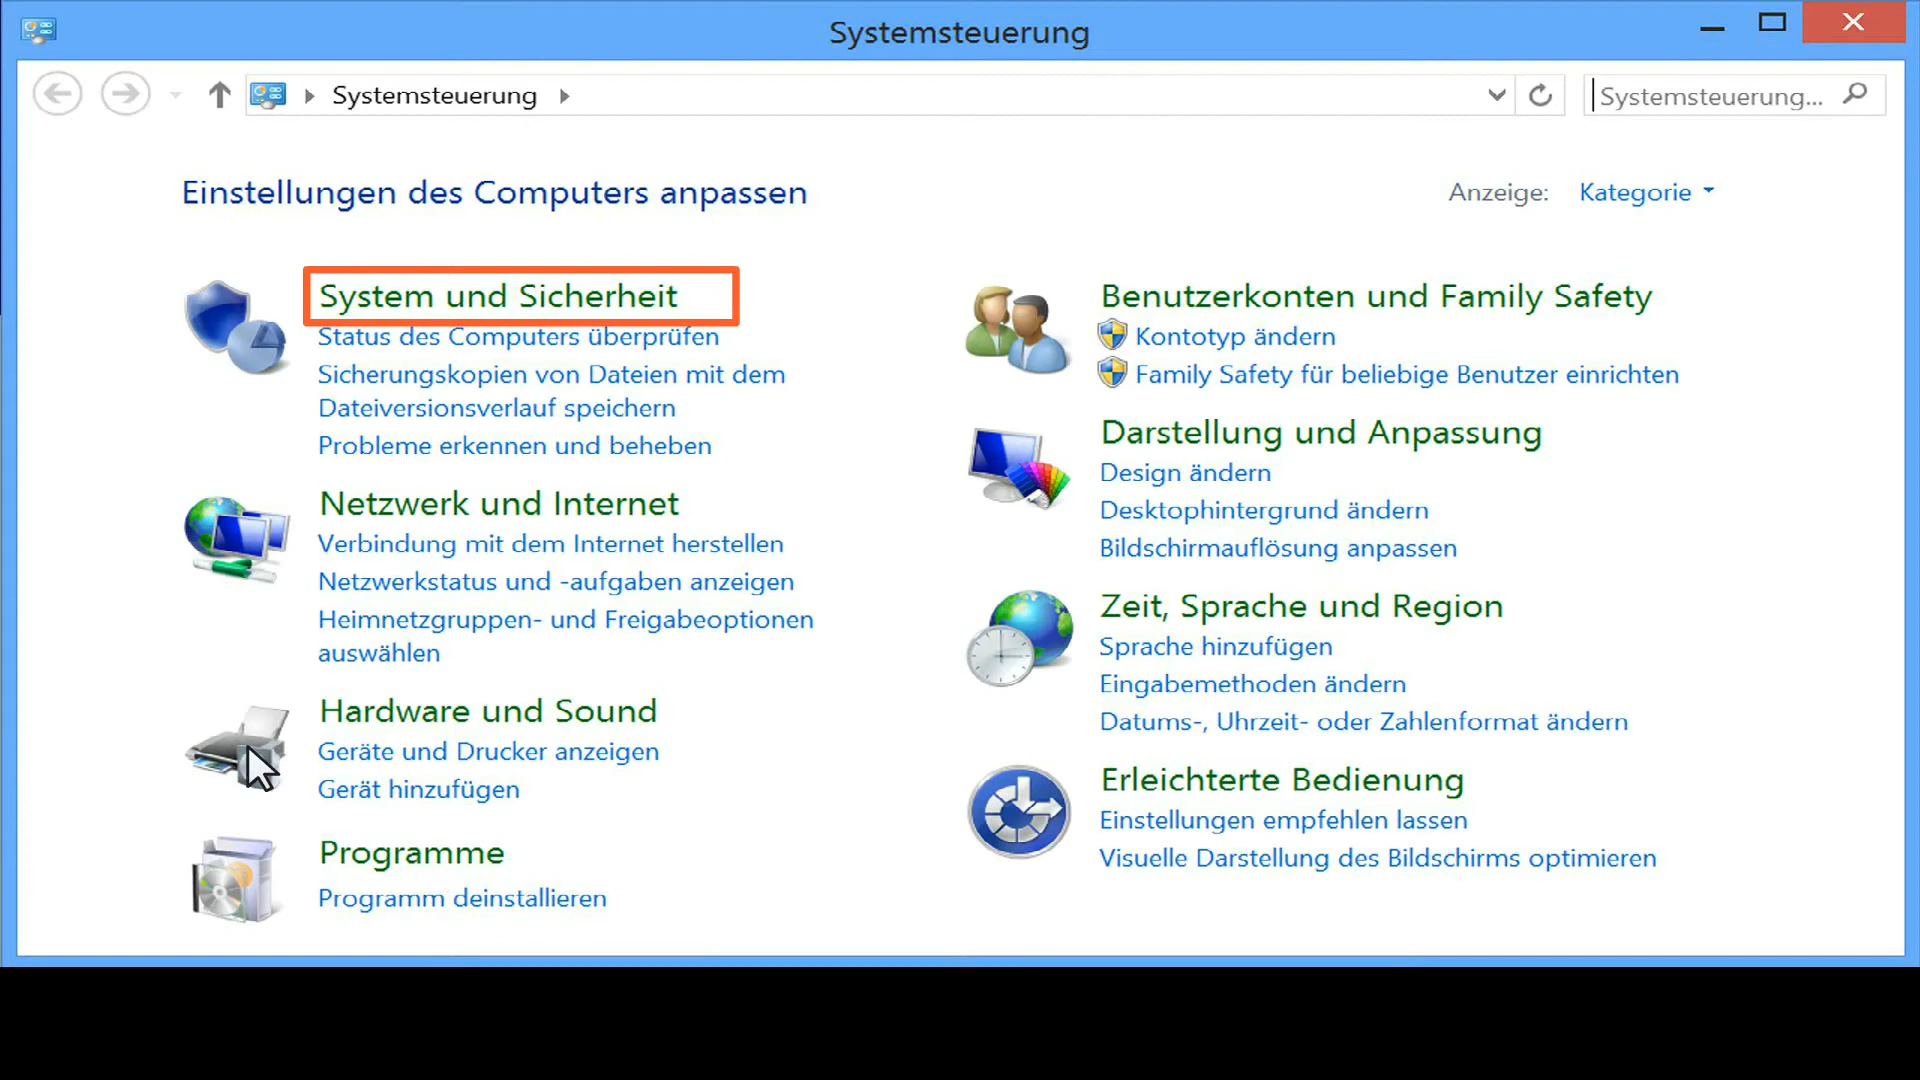 Systemsteuerung
Systemsteuerung
Systemsteuerung...
Einstellungen des Computers anpassen
Anzeige: Kategorie
System und Sicherheit
Status des Computers überprüfen
Sicherungskopien von Dateien mit dem
Dateiversionsverlauf speichern
Probleme erkennen und beheben
Netzwerk und Internet
Verbindung mit dem Internet herstellen
Netzwerkstatus und -aufgaben anzeigen
Heimnetzgruppen- und Freigabeoptionen
auswählen
Hardware und Sound
Geräte und Drucker anzeigen
Gerät hinzufügen
Programme
Programm deinstallieren
Benutzerkonten und Family Safety
Kontotyp ändern
Family Safety für beliebige Benutzer einrichten
Darstellung und Anpassung
Design ändern
Desktophintergrund ändern
Bildschirmauflösung anpassen
Zeit, Sprache und Region
Sprache hinzufügen
Eingabemethoden ändern
Datums-, Uhrzeit- oder Zahlenformat ändern
Erleichterte Bedienung
Einstellungen empfehlen lassen
Visuelle Darstellung des Bildschirms optimieren